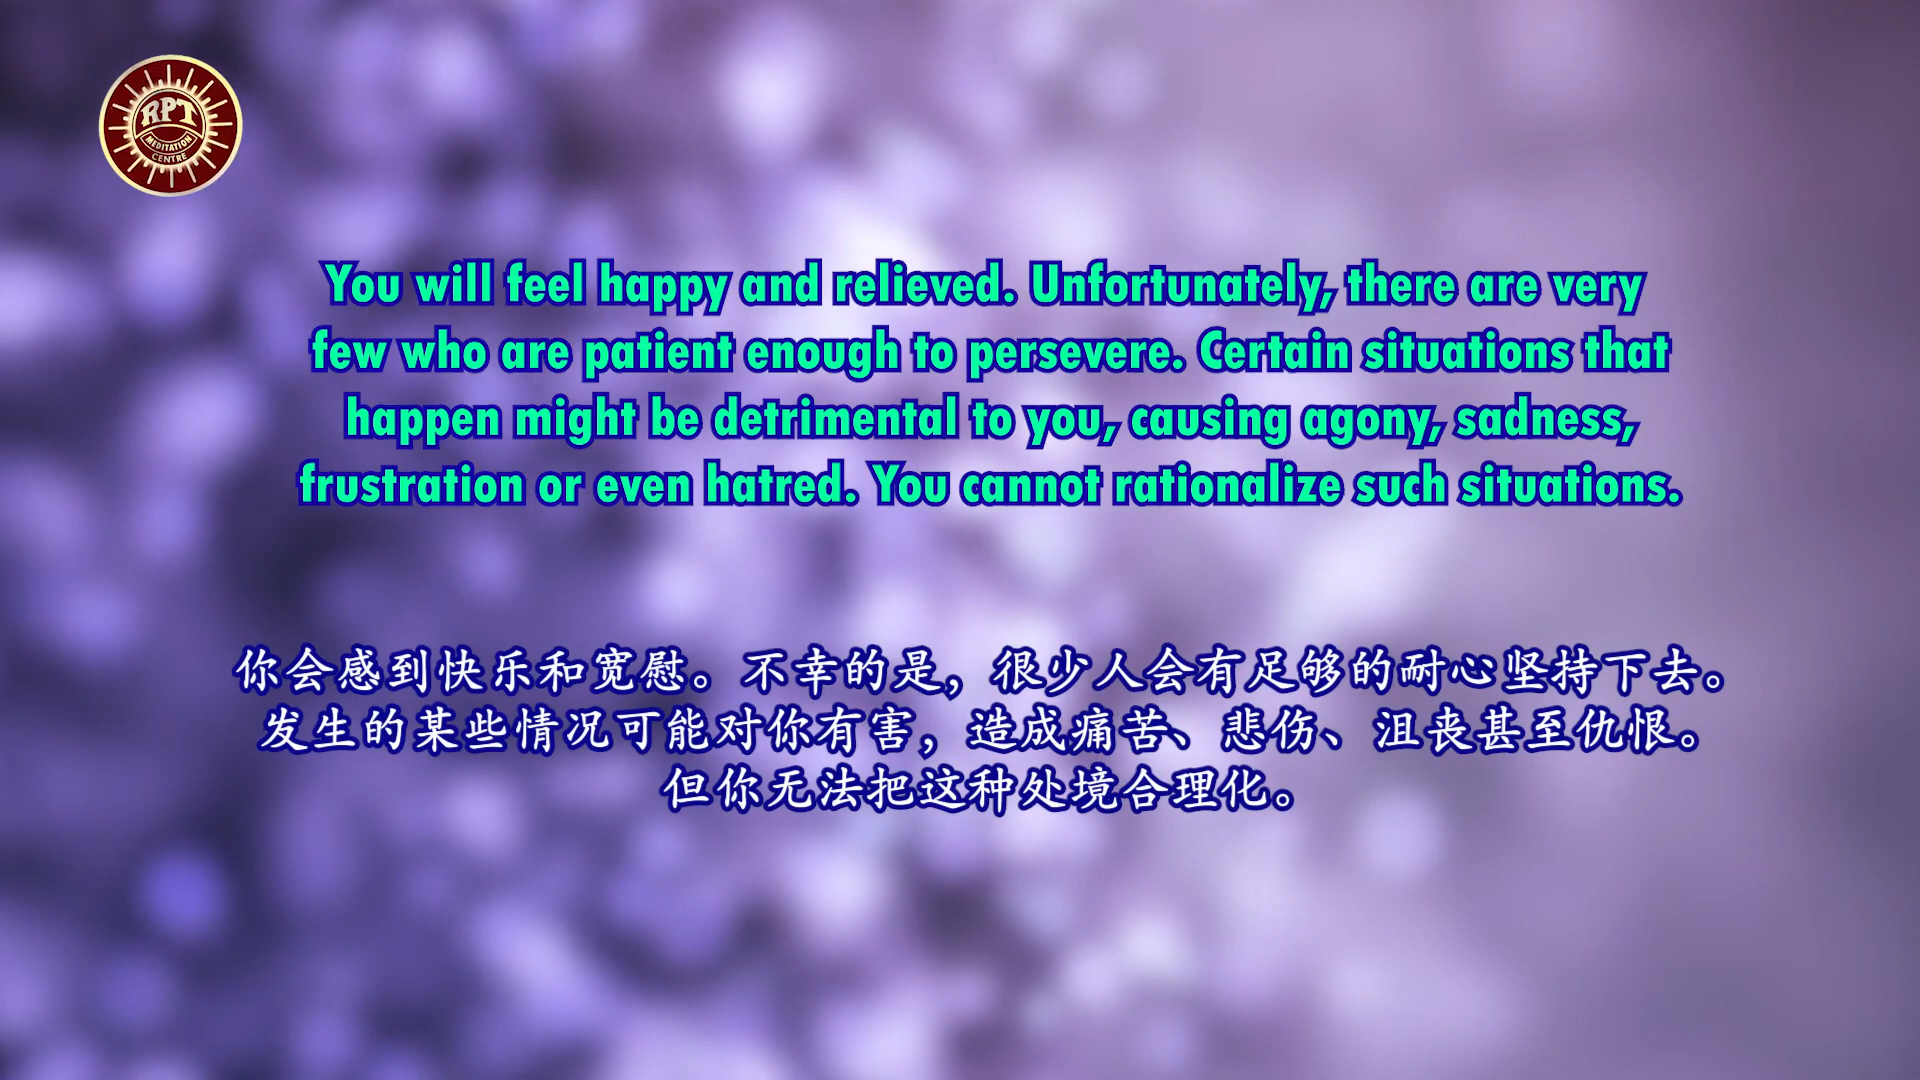 RPT
MEDITATION
CENTRE
You will feel happy and relieved. Unfortunately, there are very
few who are patient enough to persevere. Certain situations that
happen might be detrimental to you, causing agony, sadness,
frustration or even hatred. You cannot rationalize such situations.
你会感到快乐和宽慰。不幸的是，很少人会有足够的耐心坚持下去。
发生的某些情况可能对你有害，造成痛苦、悲伤、沮丧甚至仇恨。
但你无法把这种处境合理化。